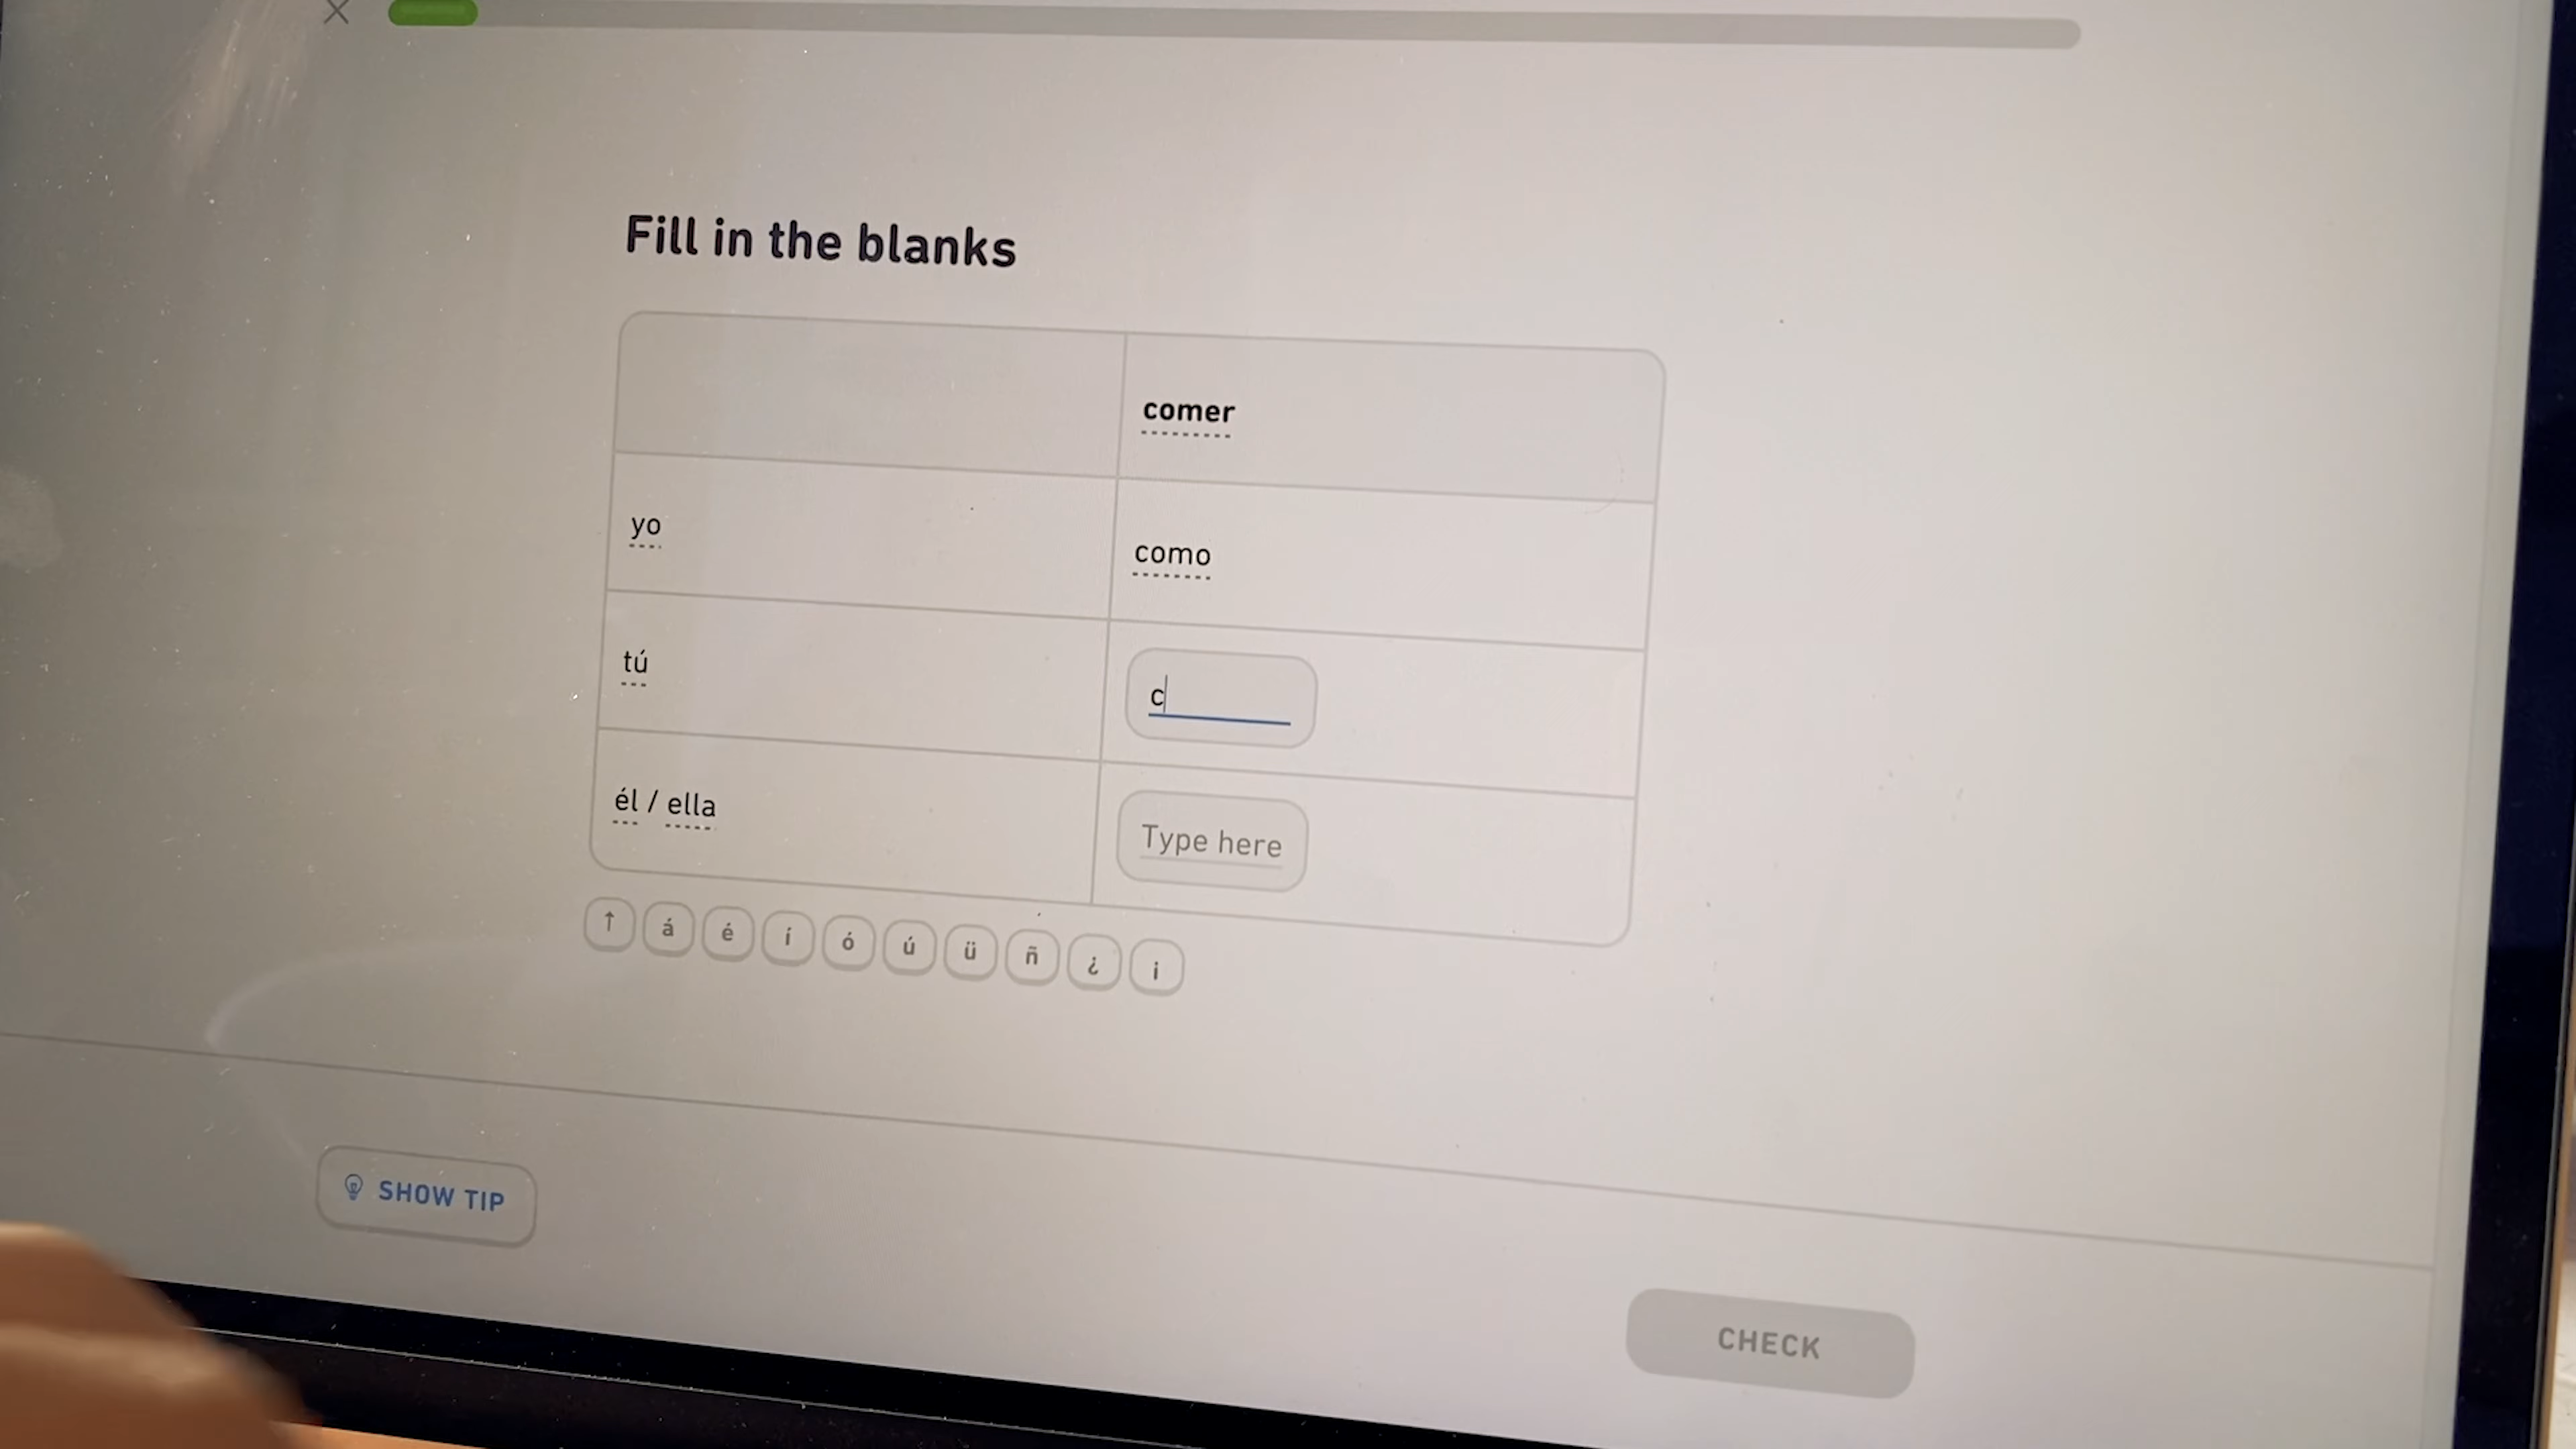 Fill in the blanks
comer
yo como
tú c
él / ella Type here
↑ á é í ó ú ü ñ ¿ ¡
SHOW TIP
CHECK